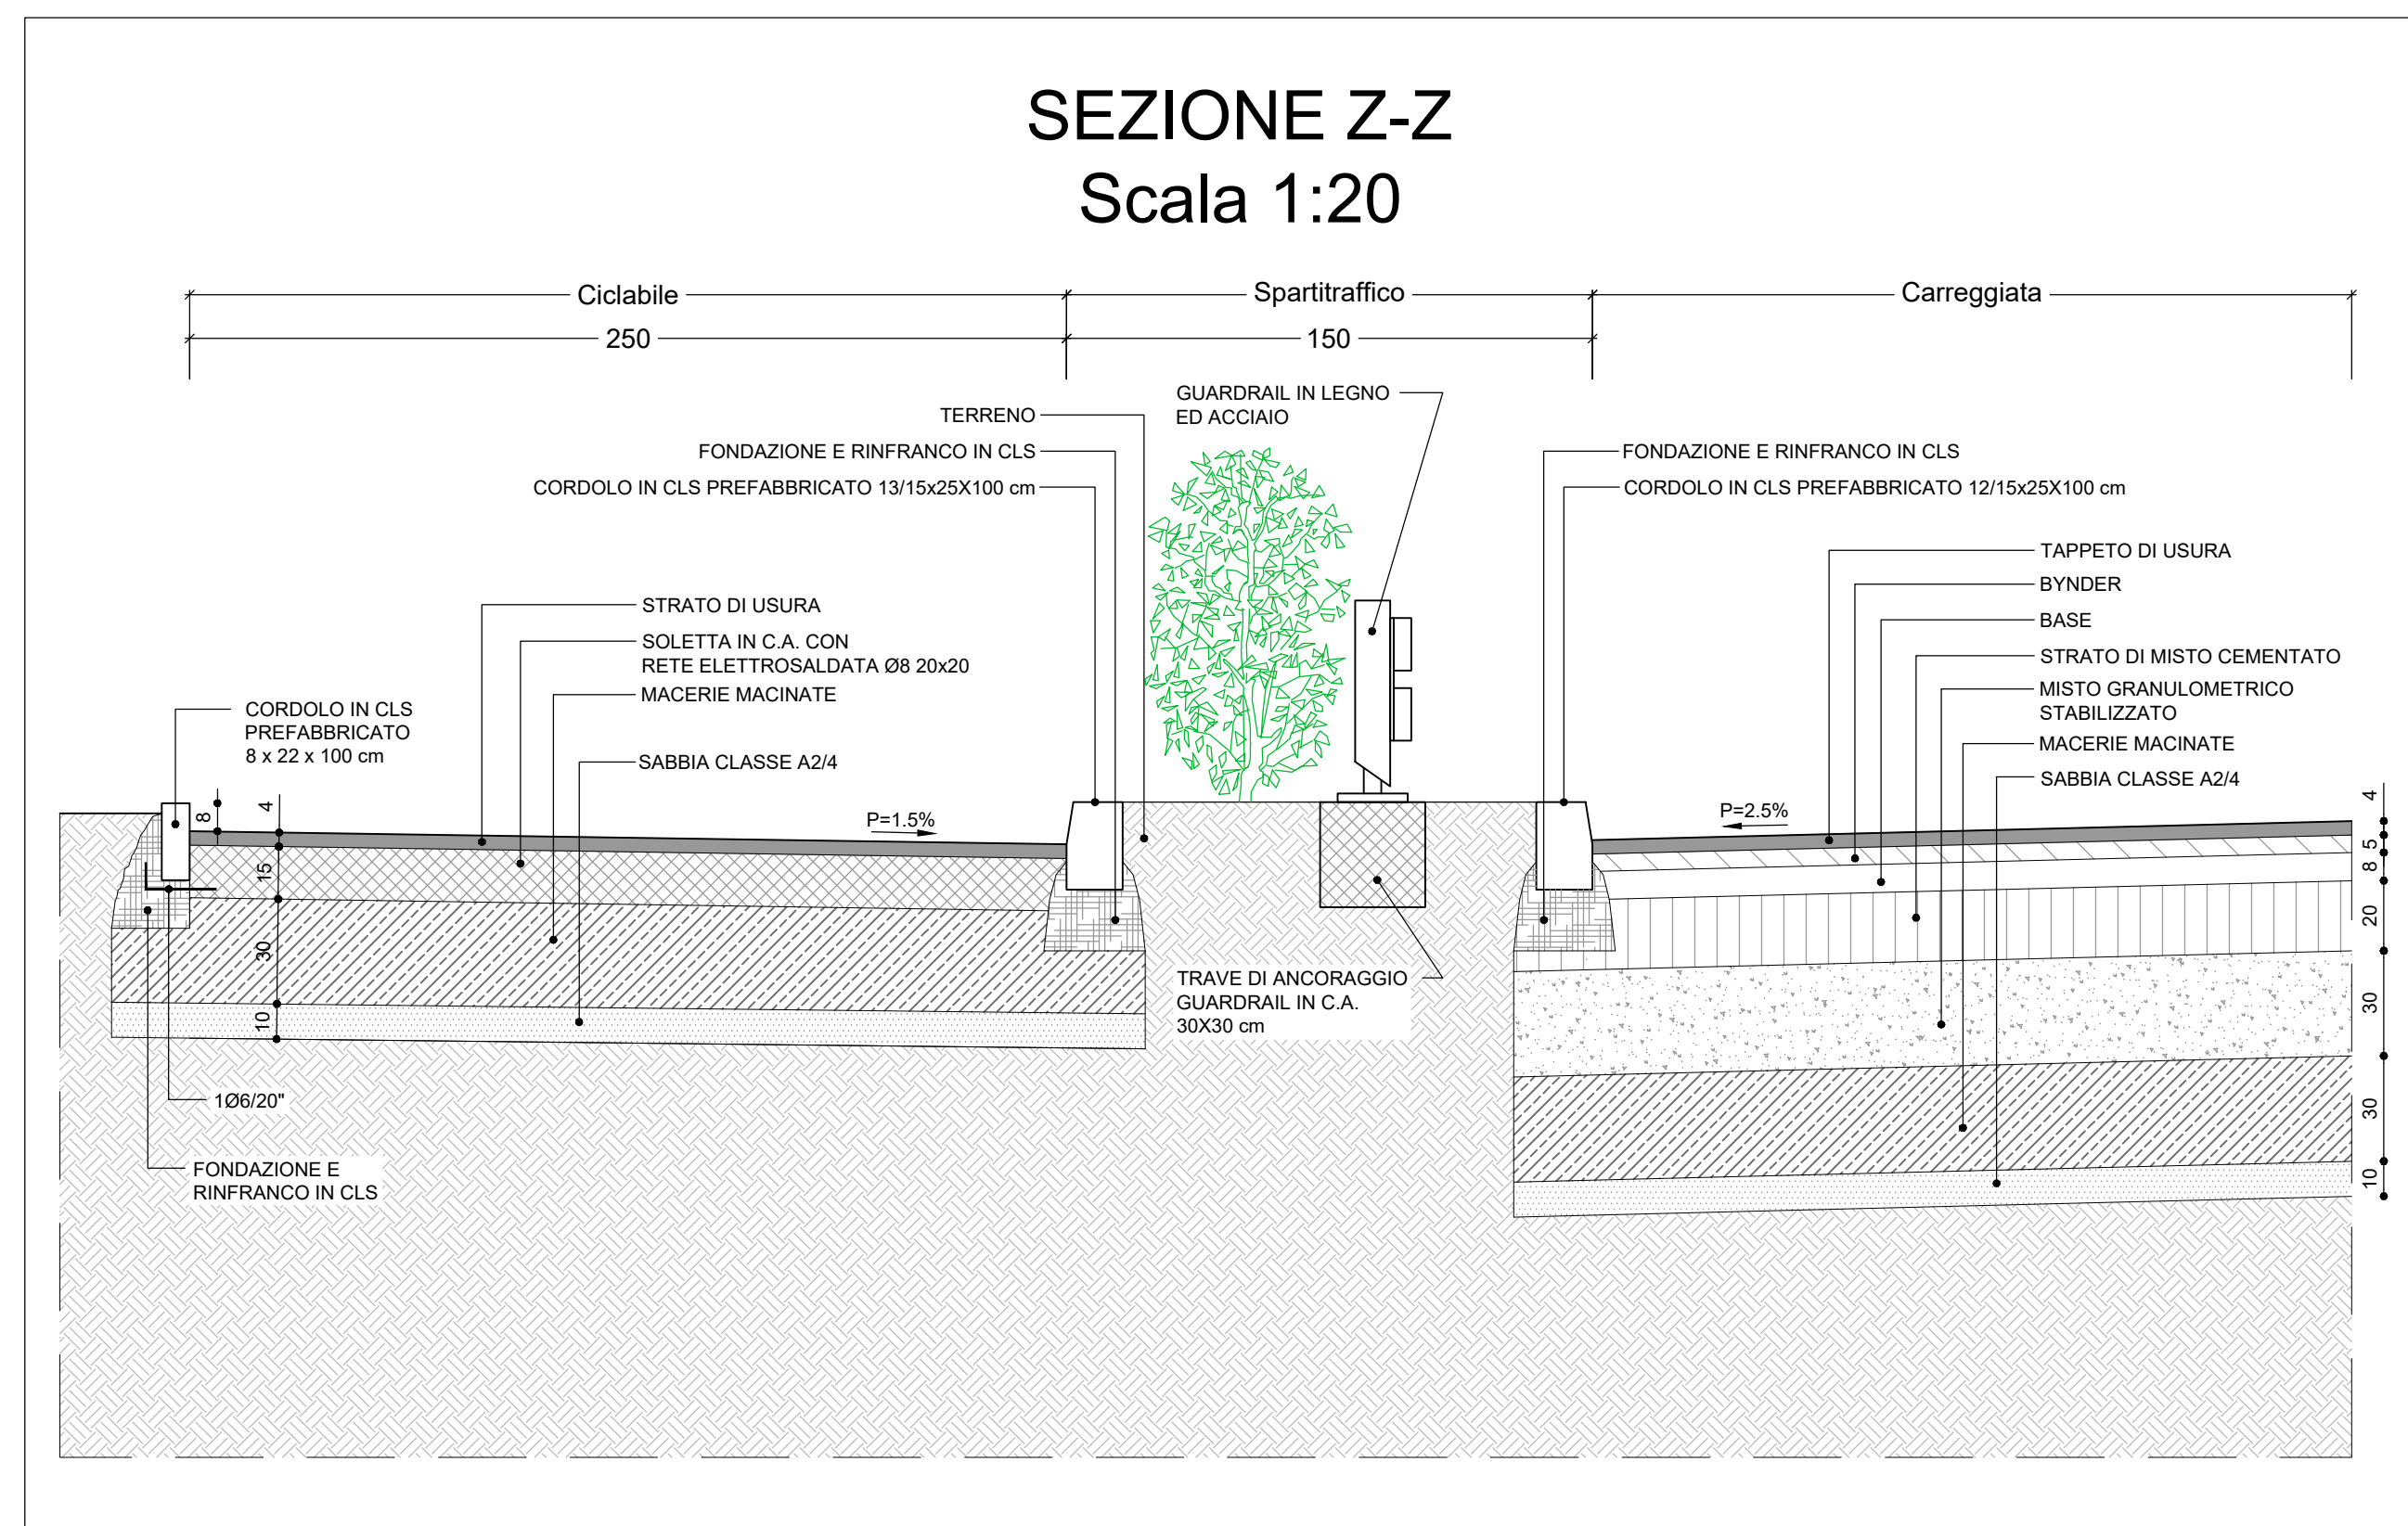 SEZIONE Z-Z
Scala 1:20
Ciclabile
Spartitraffico
Carreggiata
250
150
GUARDRAIL IN LEGNO
ED ACCIAIO
TERRENO
FONDAZIONE E RINFRANCO IN CLS
CORDOLO IN CLS PREFABBRICATO 13/15x25X100 cm
FONDAZIONE E RINFRANCO IN CLS
CORDOLO IN CLS PREFABBRICATO 12/15x25X100 cm
STRATO DI USURA
SOLETTA IN C.A. CON
RETE ELETTROSALDATA Ø8 20x20
MACERIE MACINATE
SABBIA CLASSE A2/4
CORDOLO IN CLS
PREFABBRICATO
8 x 22 x 100 cm
TAPPETO DI USURA
BYNDER
BASE
STRATO DI MISTO CEMENTATO
MISTO GRANULOMETRICO
STABILIZZATO
MACERIE MACINATE
SABBIA CLASSE A2/4
8
4
15
30
10
P=1.5%
P=2.5%
4
5
8
20
30
30
10
TRAVE DI ANCORAGGIO
GUARDRAIL IN C.A.
30X30 cm
1Ø6/20"
FONDAZIONE E
RINFRANCO IN CLS